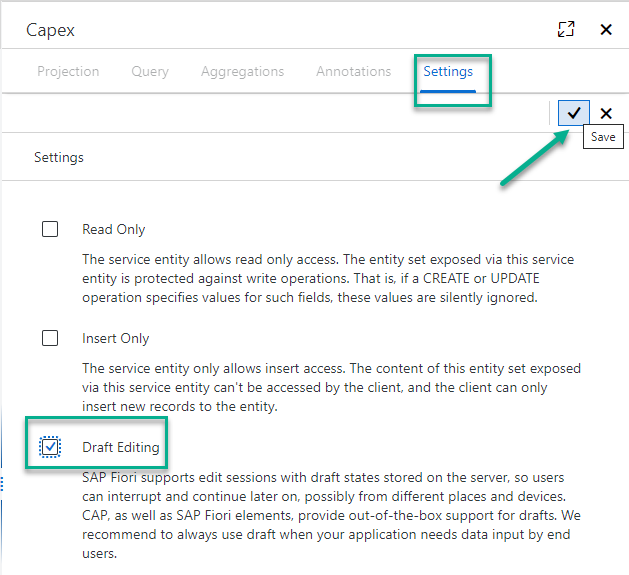 Capex
Projection Query Aggregations Annotations Settings
Save
Settings
Read Only
The service entity allows read only access. The entity set exposed via this service
entity is protected against write operations. That is, if a CREATE or UPDATE
operation specifies values for such fields, these values are silently ignored.
Insert Only
The service entity only allows insert access. The content of this entity set exposed
via this service entity can't be accessed by the client, and the client can only
insert new records to the entity.
Draft Editing
SAP Fiori supports edit sessions with draft states stored on the server, so users
can interrupt and continue later on, possibly from different places and devices.
CAP, as well as SAP Fiori elements, provide out-of-the-box support for drafts. We
recommend to always use draft when your application needs data input by end
users.